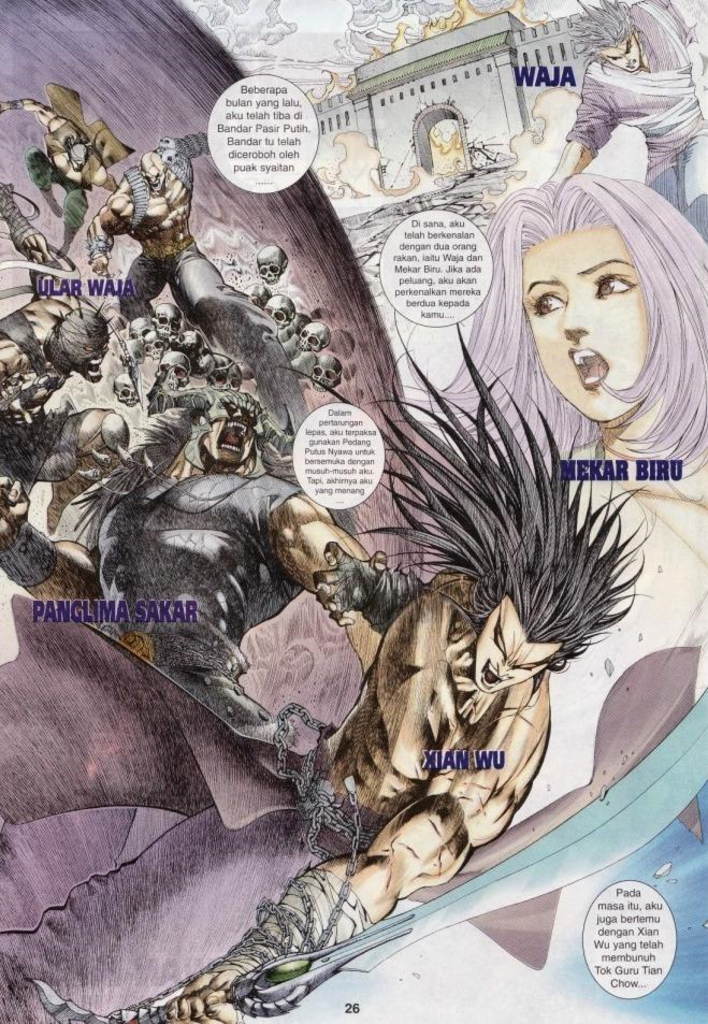 Beberapa
bulan yang lalu,
aku telah tiba di
Bandar Pasir Putih.
Bandar tu telah
diceroboh oleh
puak syaitan
.......
WAJA
Di sana, aku
telah berkenalan
dengan dua orang
rakan, iaitu Waja dan
Mekar Biru. Jika ada
peluang, aku akan
perkenalkan mereka
berdua kepada
kamu....
ULAR WAJA
Dalam
pertarungan
lepas, aku terpaksa
gunakan Pedang
Putus Nyawa untuk
bersemuka dengan
musuh-musuh aku.
Tapi, akhirnya aku
yang menang
...
MEKAR BIRU
PANGLIMA SAKAR
XIAN WU
Pada
masa itu, aku
juga bertemu
dengan Xian
Wu yang telah
membunuh
Tok Guru Tian
Chow...
26